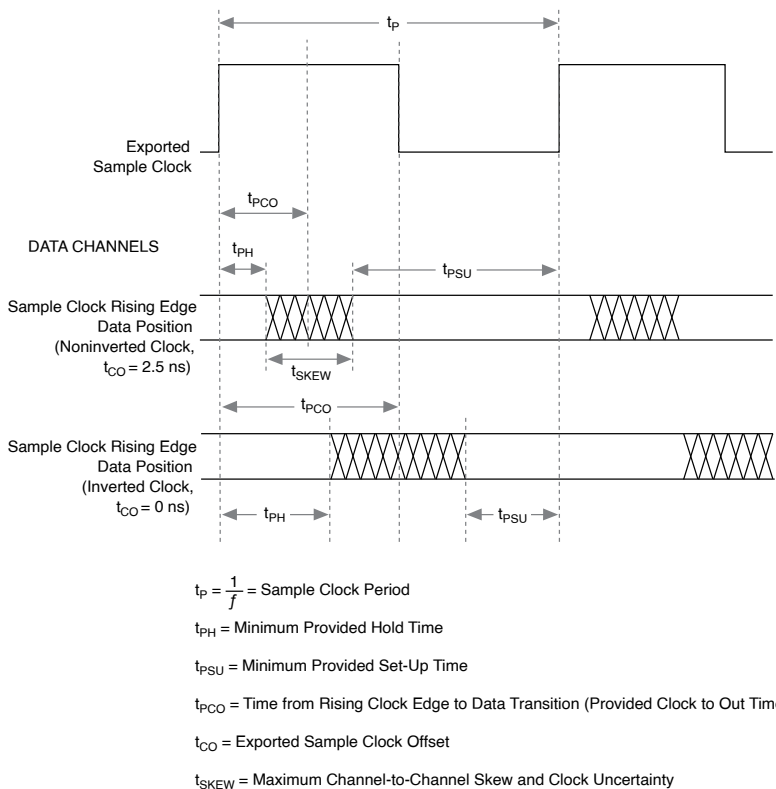 tP
Exported
Sample Clock
tPCO
DATA CHANNELS
tPH
tPSU
Sample Clock Rising Edge
Data Position
(Noninverted Clock,
tCO = 2.5 ns)
tSKEW
tPCO
Sample Clock Rising Edge
Data Position
(Inverted Clock,
tCO = 0 ns)
tPH
tPSU
tP = 1/f = Sample Clock Period
tPH = Minimum Provided Hold Time
tPSU = Minimum Provided Set-Up Time
tPCO = Time from Rising Clock Edge to Data Transition (Provided Clock to Out Time
tCO = Exported Sample Clock Offset
tSKEW = Maximum Channel-to-Channel Skew and Clock Uncertainty